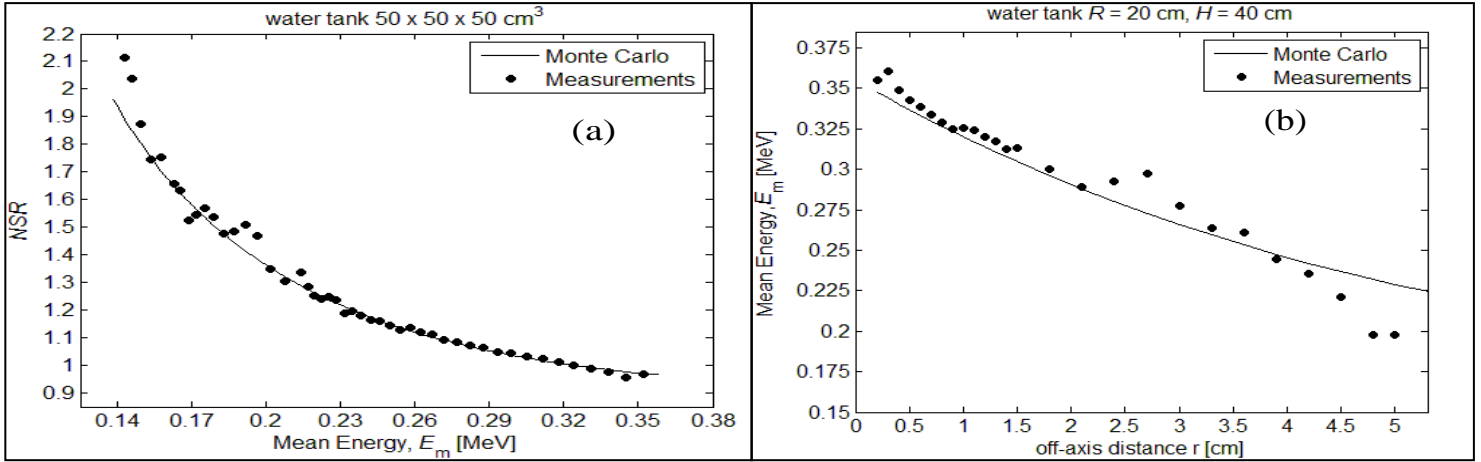 water tank 50 x 50 x 50 cm³
2.2
2.1
2
1.9
1.8
1.7
1.6
1.5
1.4
1.3
1.2
1.1
1
0.9
NSR
Monte Carlo
Measurements
(a)
0.14 0.17 0.2 0.23 0.26 0.29 0.32 0.35 0.38
Mean Energy, E_m [MeV]
water tank R = 20 cm, H = 40 cm
0.375
0.35
0.325
0.3
0.275
0.25
0.225
0.2
0.175
0.15
Mean Energy, E_m [MeV]
Monte Carlo
Measurements
(b)
0 0.5 1 1.5 2 2.5 3 3.5 4 4.5 5
off-axis distance r [cm]